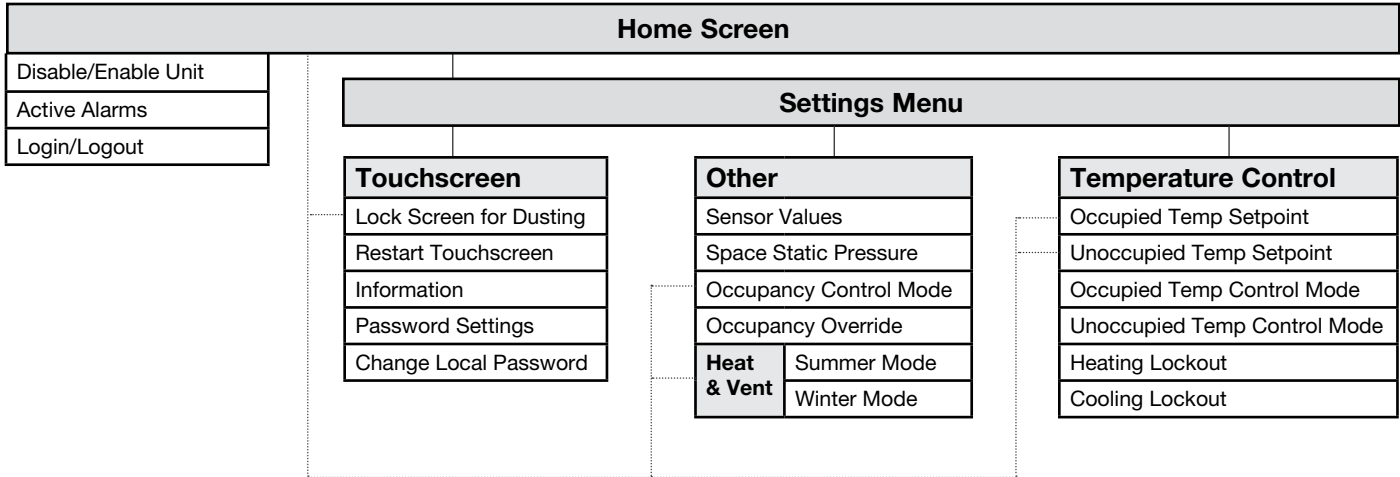 Home Screen
Disable/Enable Unit
Active Alarms
Login/Logout
Settings Menu
Touchscreen
Lock Screen for Dusting
Restart Touchscreen
Information
Password Settings
Change Local Password
Other
Sensor Values
Space Static Pressure
Occupancy Control Mode
Occupancy Override
Heat
& Vent
Summer Mode
Winter Mode
Temperature Control
Occupied Temp Setpoint
Unoccupied Temp Setpoint
Occupied Temp Control Mode
Unoccupied Temp Control Mode
Heating Lockout
Cooling Lockout